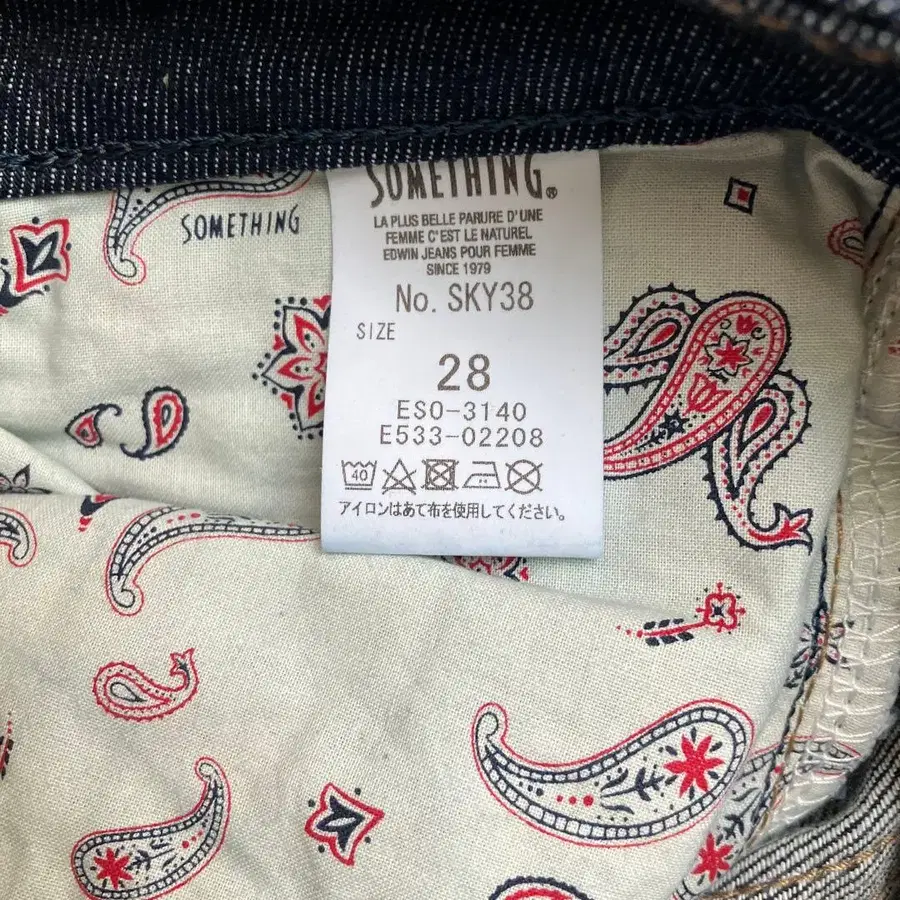 SOMETHING
SOMETHING®
LA PLUS BELLE PARURE D'UNE
FEMME C'EST LE NATUREL
EDWIN JEANS POUR FEMME
SINCE 1979
No. SKY38
SIZE
28
ESO-3140
E533-02208
40
アイロンはあて布を使用してください。